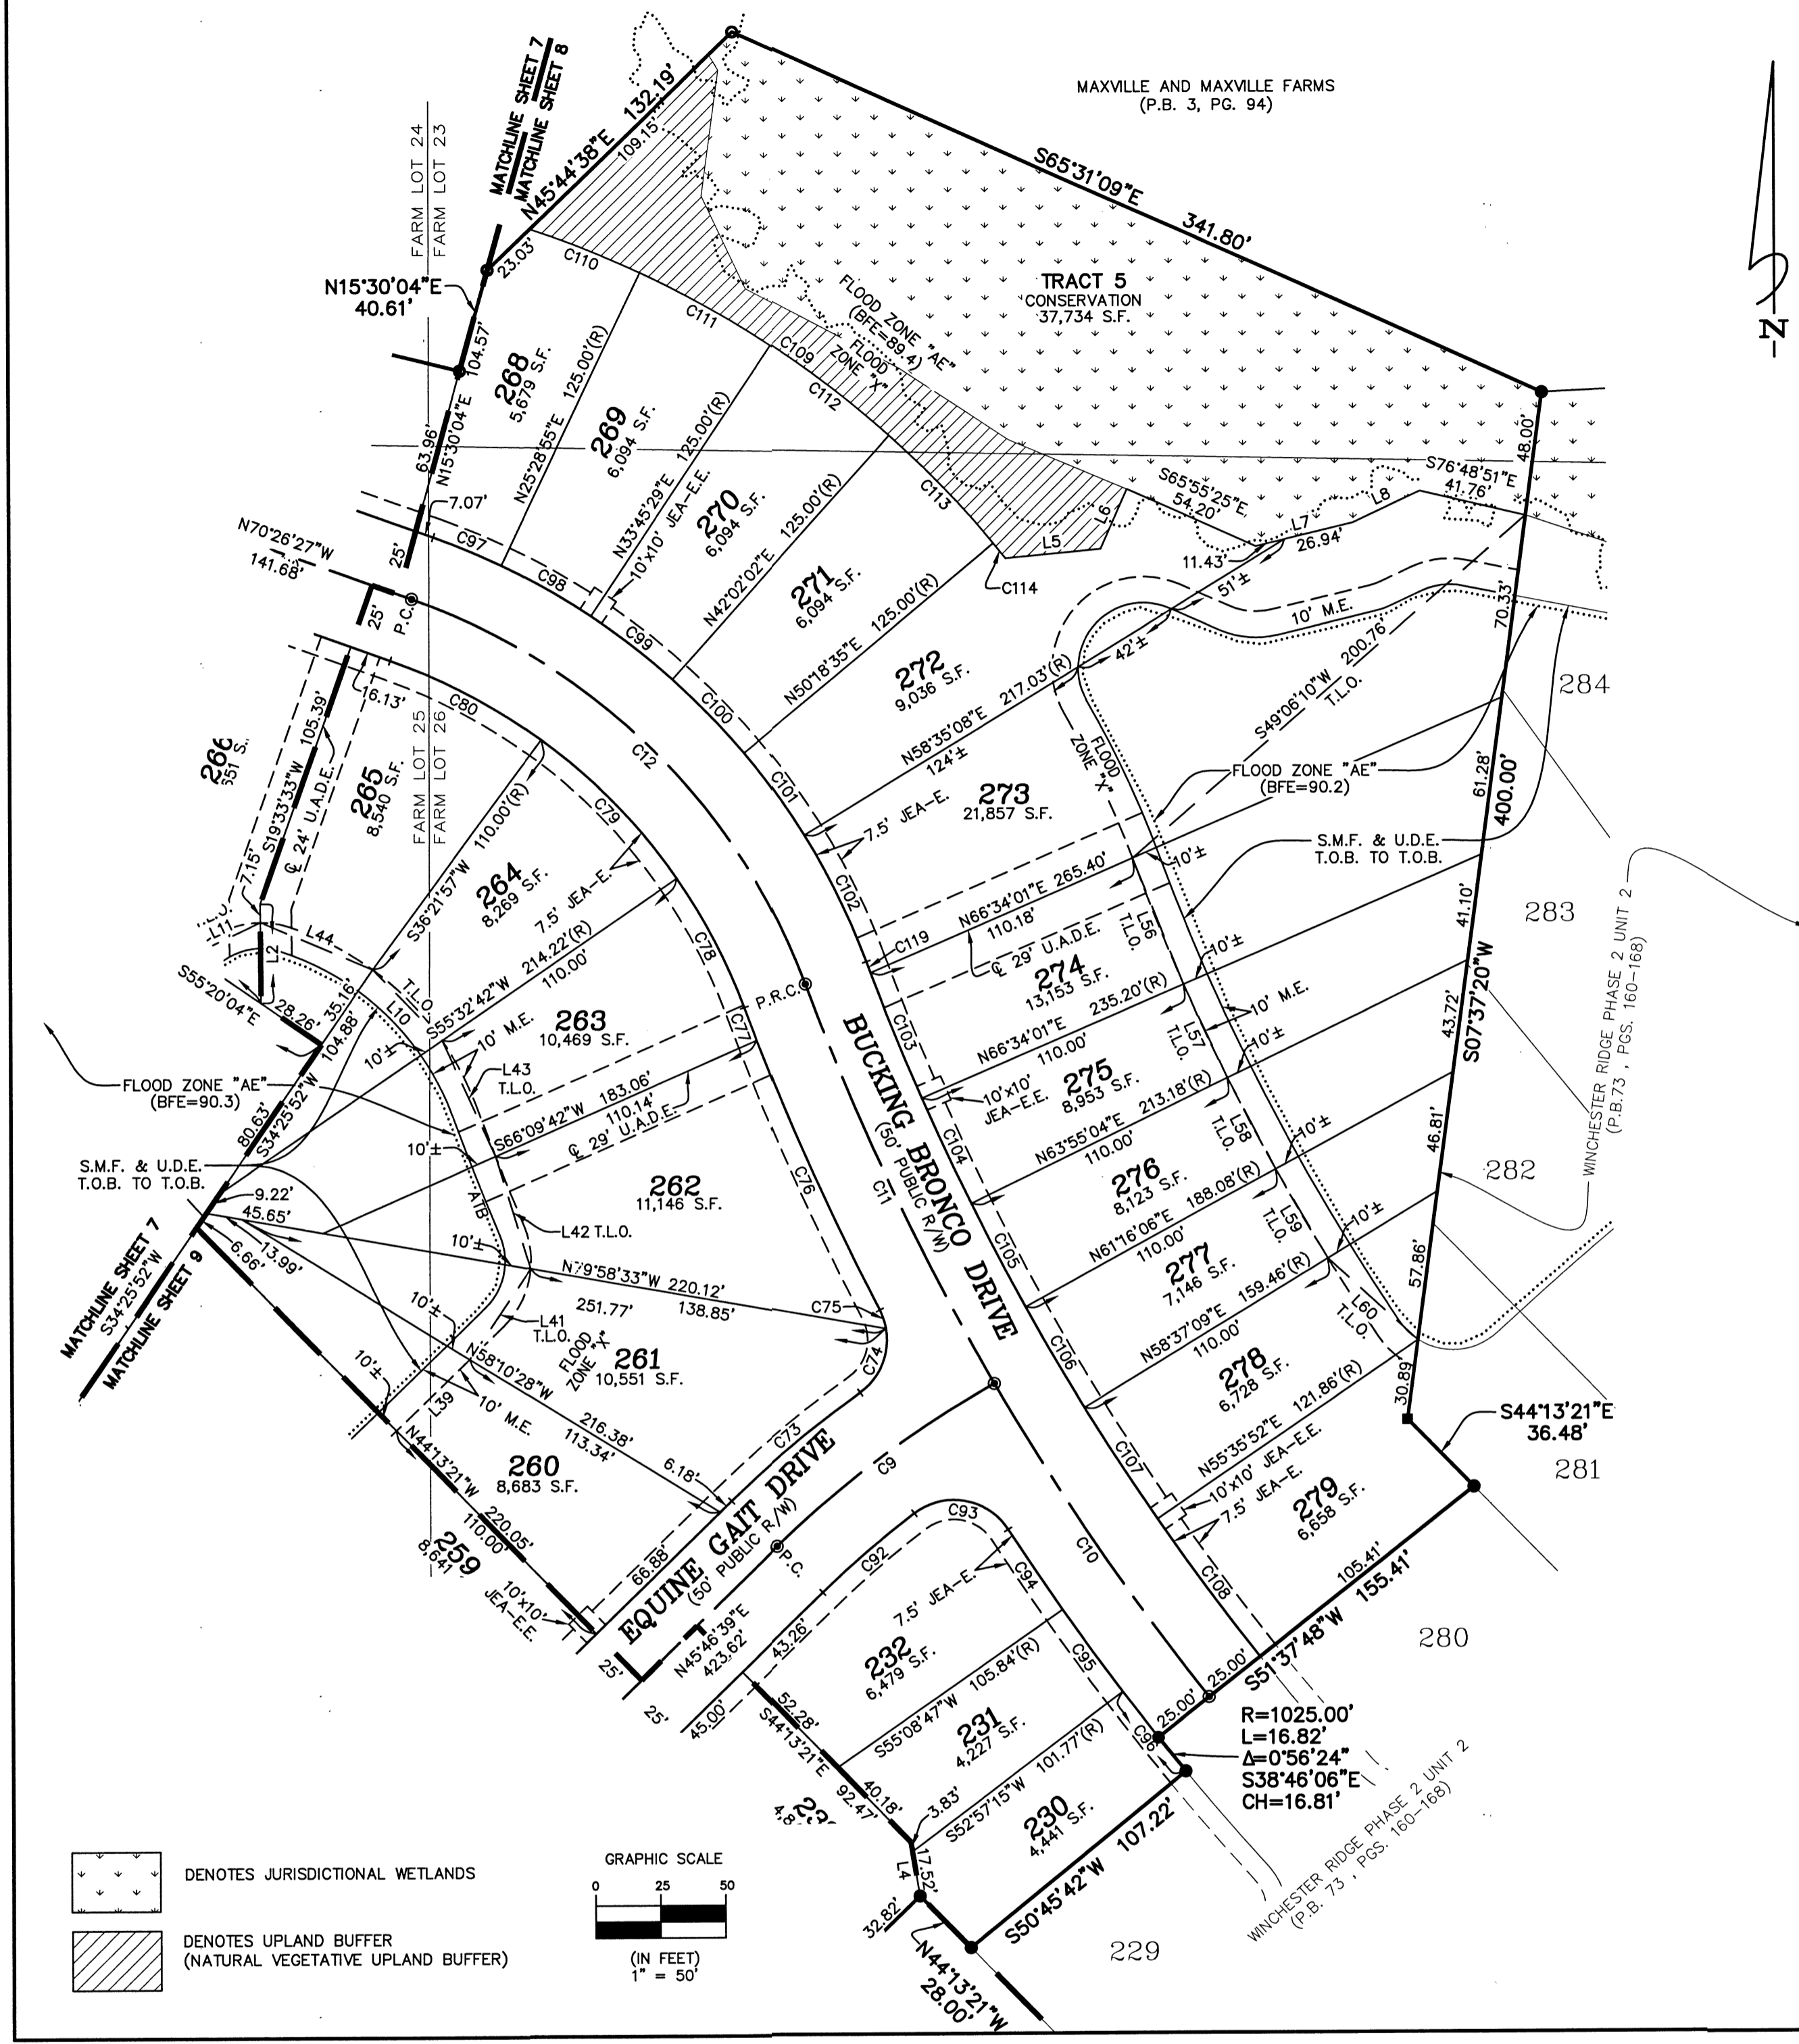 MAXVILLE AND MAXVILLE FARMS
(P.B. 3, PG. 94)
MATCHLINE SHEET 7
MATCHLINE SHEET 8
FARM LOT 24
FARM LOT 23
N45°44'38"E 132.19'
109.15'
23.03'
S65°31'09"E 341.80'
N15°30'04"E
40.61'
104.57'
63.96'
N15°30'04"E
7.07'
N70°26'27"W
141.68'
25'
25'
P.C.
TRACT 5
CONSERVATION
37,734 S.F.
FLOOD ZONE "AE"
(BFE=89.4)
FLOOD
ZONE "X"
C110
C111
C109
C112
C113
C114
L5
L6
S65°55'25"E
54.20'
S76°48'51"E
41.76'
48.00'
L7
L8
26.94'
11.43'
51'±
42'±
10' M.E.
70.33'
268
5,679 S.F.
N25°28'55"E 125.00'(R)
269
6,094 S.F.
N33°45'29"E 125.00'(R)
10'x10' JEA-E.E.
270
6,094 S.F.
N42°02'02"E 125.00'(R)
271
6,094 S.F.
N50°18'35"E 125.00'(R)
272
9,036 S.F.
N58°35'08"E 217.03'(R)
124'±
C97
C98
C99
C100
C101
C102
C12
C80
6.13'
S49°06'10"W 200.76'
T.L.O.
FLOOD
ZONE "X"
284
FLOOD ZONE "AE"
(BFE=90.2)
S.M.F. & U.D.E.
T.O.B. TO T.O.B.
61.28'
400.00'
41.10'
283
S07°37'20"W
43.72'
46.81'
282
57.86'
30.89'
WINCHESTER RIDGE PHASE 2 UNIT 2
(P.B.73 , PGS. 160-168)
273
21,857 S.F.
7.5' JEA-E.
N66°34'01"E 265.40'
110.18'
10'±
C119
℄ 29' U.A.D.E.
L56
T.L.O.
274
13,153 S.F.
10'±
N66°34'01"E 235.20'(R)
110.00'
10' M.E.
L57
T.L.O.
C103
10'x10'
JEA-E.E.
275
8,953 S.F.
10'±
N63°55'04"E 213.18'(R)
110.00'
L58
T.L.O.
C104
276
8,123 S.F.
10'±
N61°16'06"E 188.08'(R)
110.00'
L59
T.L.O.
C105
277
7,146 S.F.
10'±
N58°37'09"E 159.46'(R)
110.00'
L60
T.L.O.
C106
278
6,728 S.F.
N55°35'52"E 121.86'(R)
10'x10' JEA-E.E.
7.5' JEA-E.
C107
279
6,658 S.F.
C108
S44°13'21"E
36.48'
281
105.41'
S51°37'48"W 155.41'
25.00'
25.00'
280
R=1025.00'
L=16.82'
Δ=0°56'24"
S38°46'06"E
CH=16.81'
WINCHESTER RIDGE PHASE 2 UNIT 2
(P.B. 73 , PGS. 160-168)
266
265
8,540 S.F.
S19°33'33"W 105.39'
℄ 24' U.A.D.E.
7.15'
FARM LOT 25
FARM LOT 26
L11
L2
L44
T.L.O.
S55°20'04"E
28.26'
35.16'
104.88'
L10
10'±
S36°21'57"W 110.00'(R)
264
8,269 S.F.
7.5' JEA-E.
C79
C78
S55°32'42"W 214.22'(R)
110.00'
263
10,469 S.F.
10' M.E.
L43
T.L.O.
P.R.C.
C77
FLOOD ZONE "AE"
(BFE=90.3)
80.63'
S34°25'52"W
S66°09'42"W 183.06'
110.14'
℄ 29' U.A.D.E.
10'±
S.M.F. & U.D.E.
T.O.B. TO T.O.B.
9.22'
45.65'
ATB
262
11,146 S.F.
L42 T.L.O.
C76
BUCKING BRONCO DRIVE
(50' PUBLIC R/W)
C11
MATCHLINE SHEET 7
S34°25'52"W
MATCHLINE SHEET 9
6.66'
13.99'
10'±
N79°58'33"W 220.12'
251.77'
138.85'
C75
C74
10'±
L41
T.L.O.
FLOOD
ZONE "X"
261
10,551 S.F.
10'±
N58°10'28"W
216.38'
113.34'
6.18'
L39
10' M.E.
C73
260
8,683 S.F.
N44°13'21"W
220.05'
110.00'
259
8,641
10'x10'
JEA-E.E.
66.88'
EQUINE GAIT DRIVE
(50' PUBLIC R/W)
C9
P.C.
N45°46'39"E
423.62'
25'
25'
45.00'
43.26'
C92
C93
C94
C10
7.5' JEA-E.
232
6,479 S.F.
C95
52.28'
S44°13'21"E
92.47'
40.18'
S55°08'47"W 105.84'(R)
231
4,227 S.F.
3.83'
S52°57'15"W 101.77'(R)
C96
230
4,441 S.F.
17.52'
L4
32.82'
S50°45'42"W 107.22'
N44°13'21"W
28.00'
229
DENOTES JURISDICTIONAL WETLANDS
DENOTES UPLAND BUFFER
(NATURAL VEGETATIVE UPLAND BUFFER)
GRAPHIC SCALE
0 25 50
(IN FEET)
1" = 50'
N